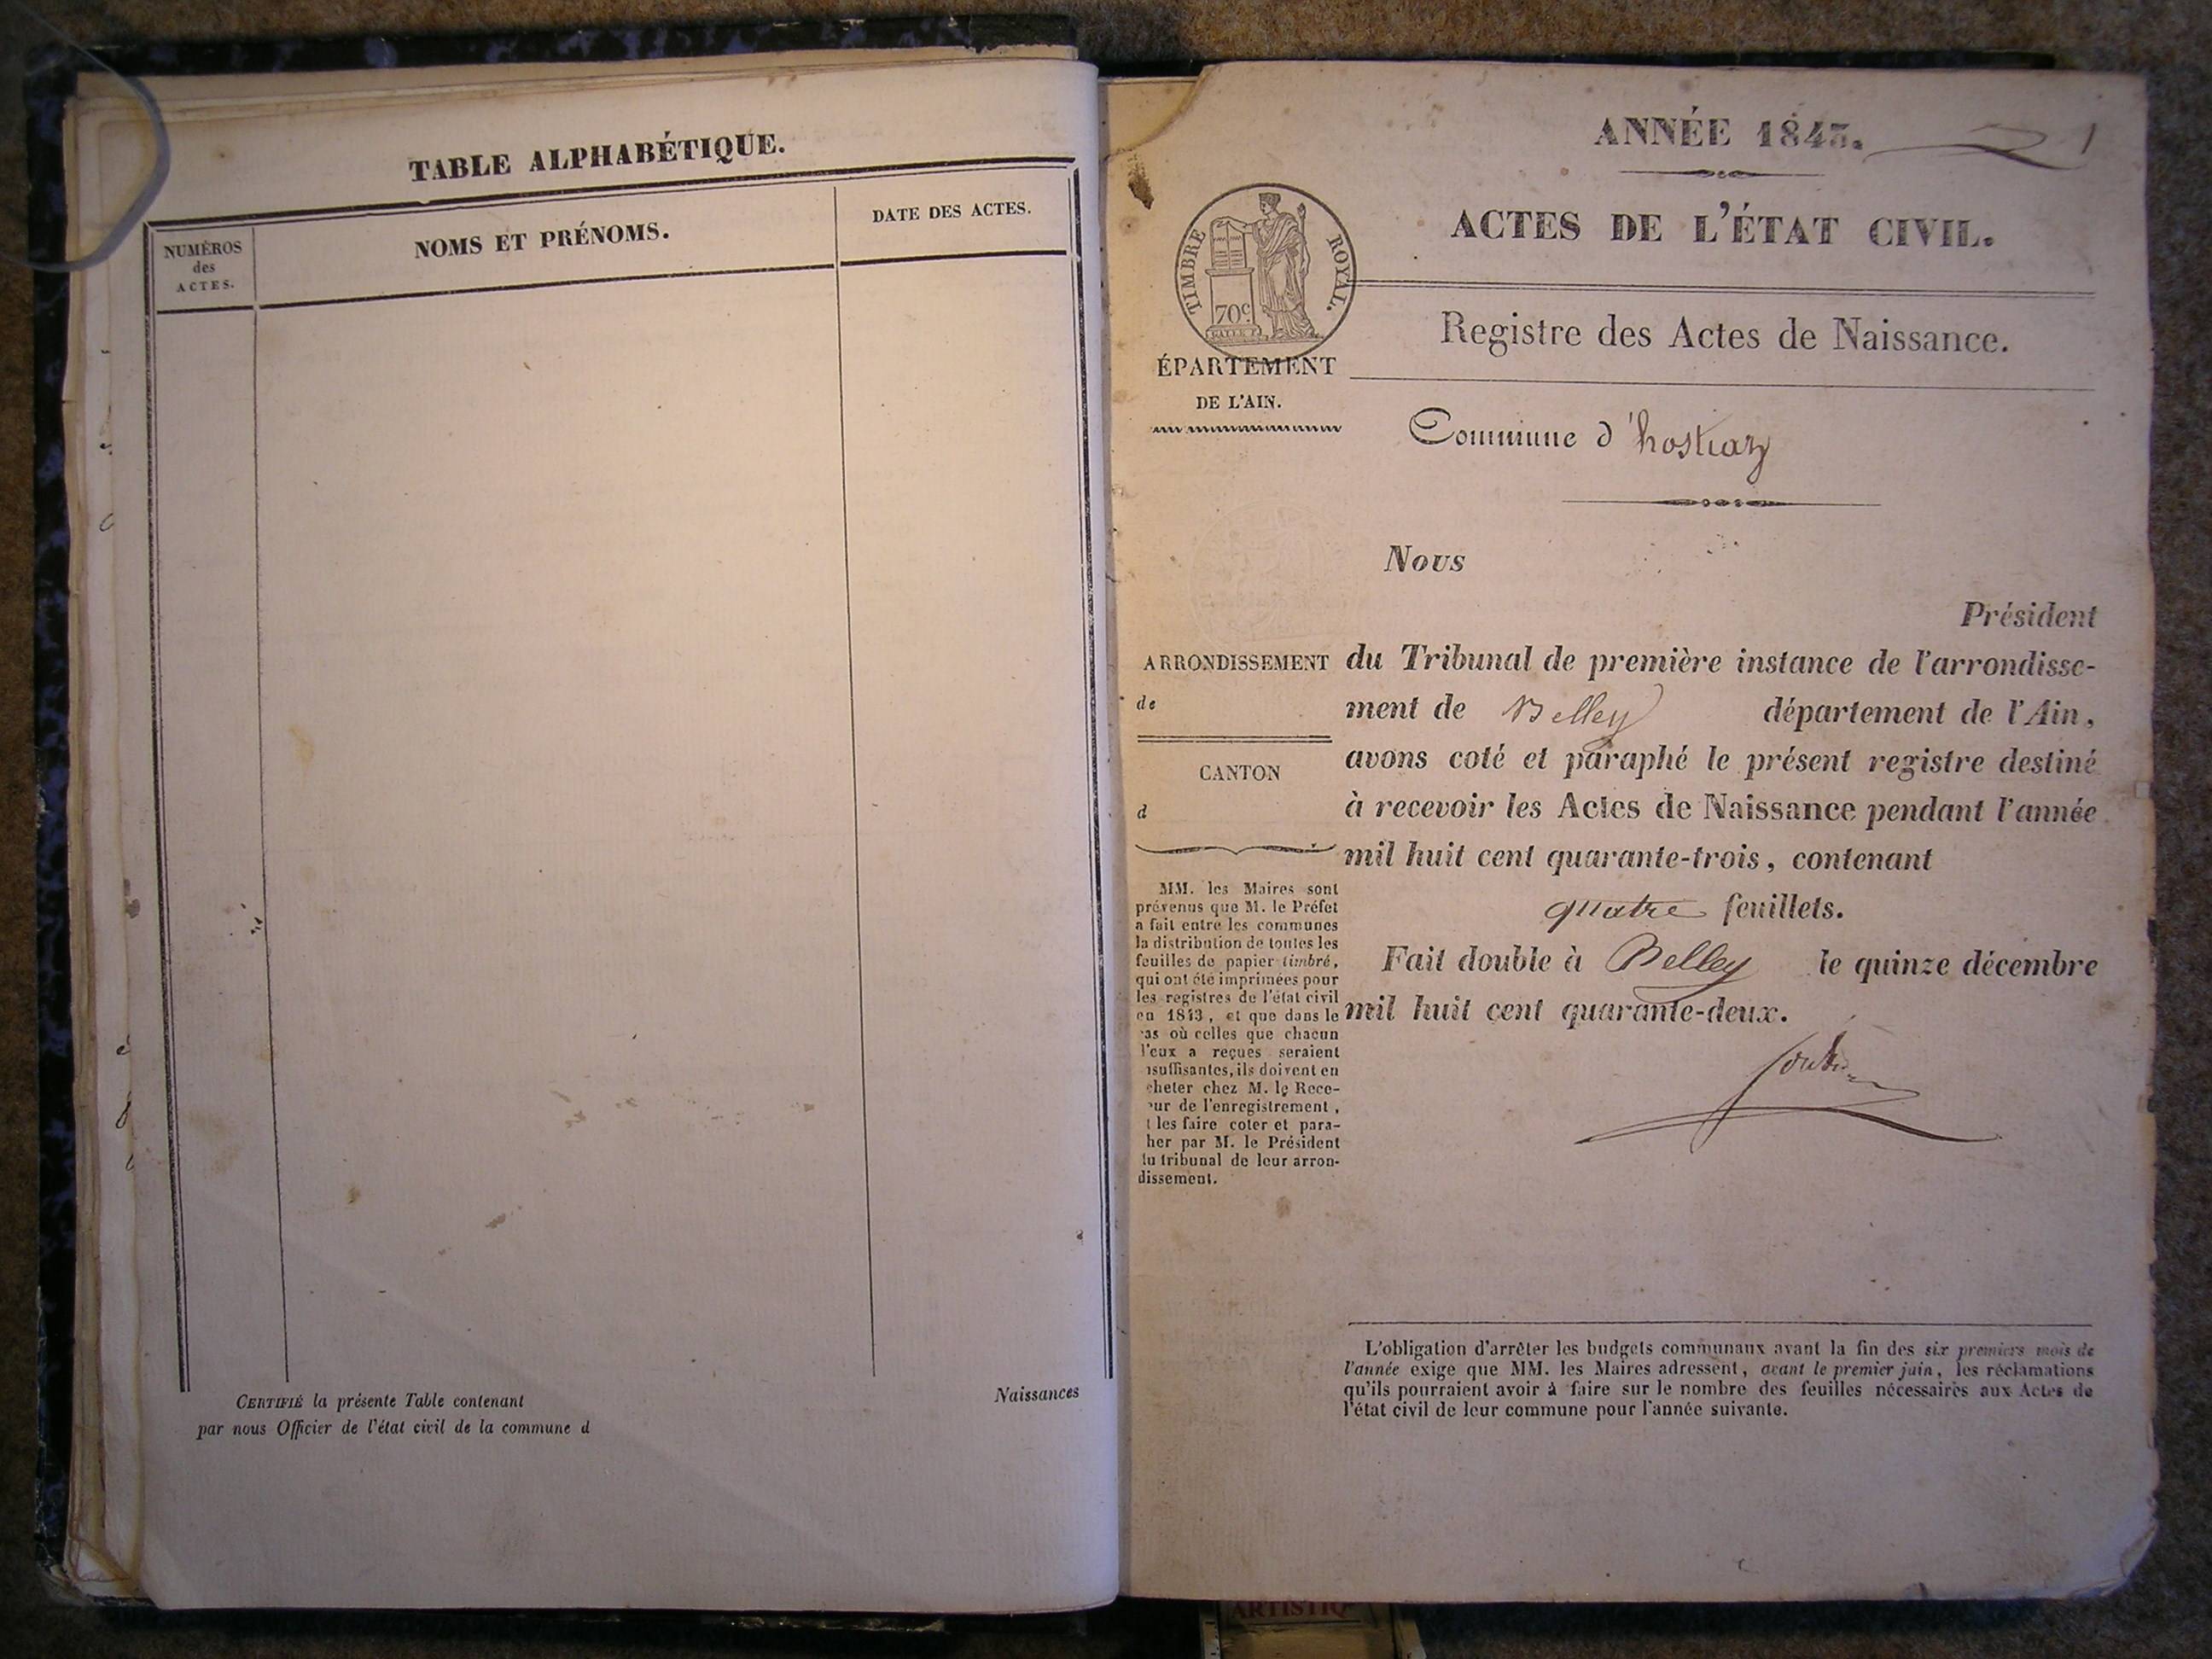 TABLE ALPHABÉTIQUE.
NUMÉROS
des
ACTES.
NOMS ET PRÉNOMS.
DATE DES ACTES.
CERTIFIÉ la présente Table contenant
Naissances
par nous Officier de l'état civil de la commune d
ANNÉE 1843.
1
ACTES DE L'ÉTAT CIVIL.
TIMBRE ROYAL.
70c
Registre des Actes de Naissance.
ÉPARTEMENT
DE L'AIN.
Commune d'hostiaz
Nous
Président
ARRONDISSEMENT
de
CANTON
d
du Tribunal de première instance de l'arrondisse-
ment de Belley département de l'Ain,
avons coté et paraphé le présent registre destiné
à recevoir les Actes de Naissance pendant l'année
mil huit cent quarante-trois, contenant
quatre feuillets.
Fait double à Belley le quinze décembre
mil huit cent quarante-deux.
MM. les Maires sont
prévenus que M. le Préfet
a fait entre les communes
la distribution de toutes les
feuilles de papier timbré,
qui ont été imprimées pour
les registres de l'état civil
en 1843, et que dans le
as où celles que chacun
l'eux a reçues seraient
nsuffisantes, ils doivent en
cheter chez M. le Rece-
ur de l'enregistrement,
t les faire coter et para-
her par M. le Président
du tribunal de leur arron-
dissement.
L'obligation d'arrêter les budgets communaux avant la fin des six premiers mois de
l'année exige que MM. les Maires adressent, avant le premier juin, les réclamations
qu'ils pourraient avoir à faire sur le nombre des feuilles nécessaires aux Actes de
l'état civil de leur commune pour l'année suivante.
ARTISTIQ